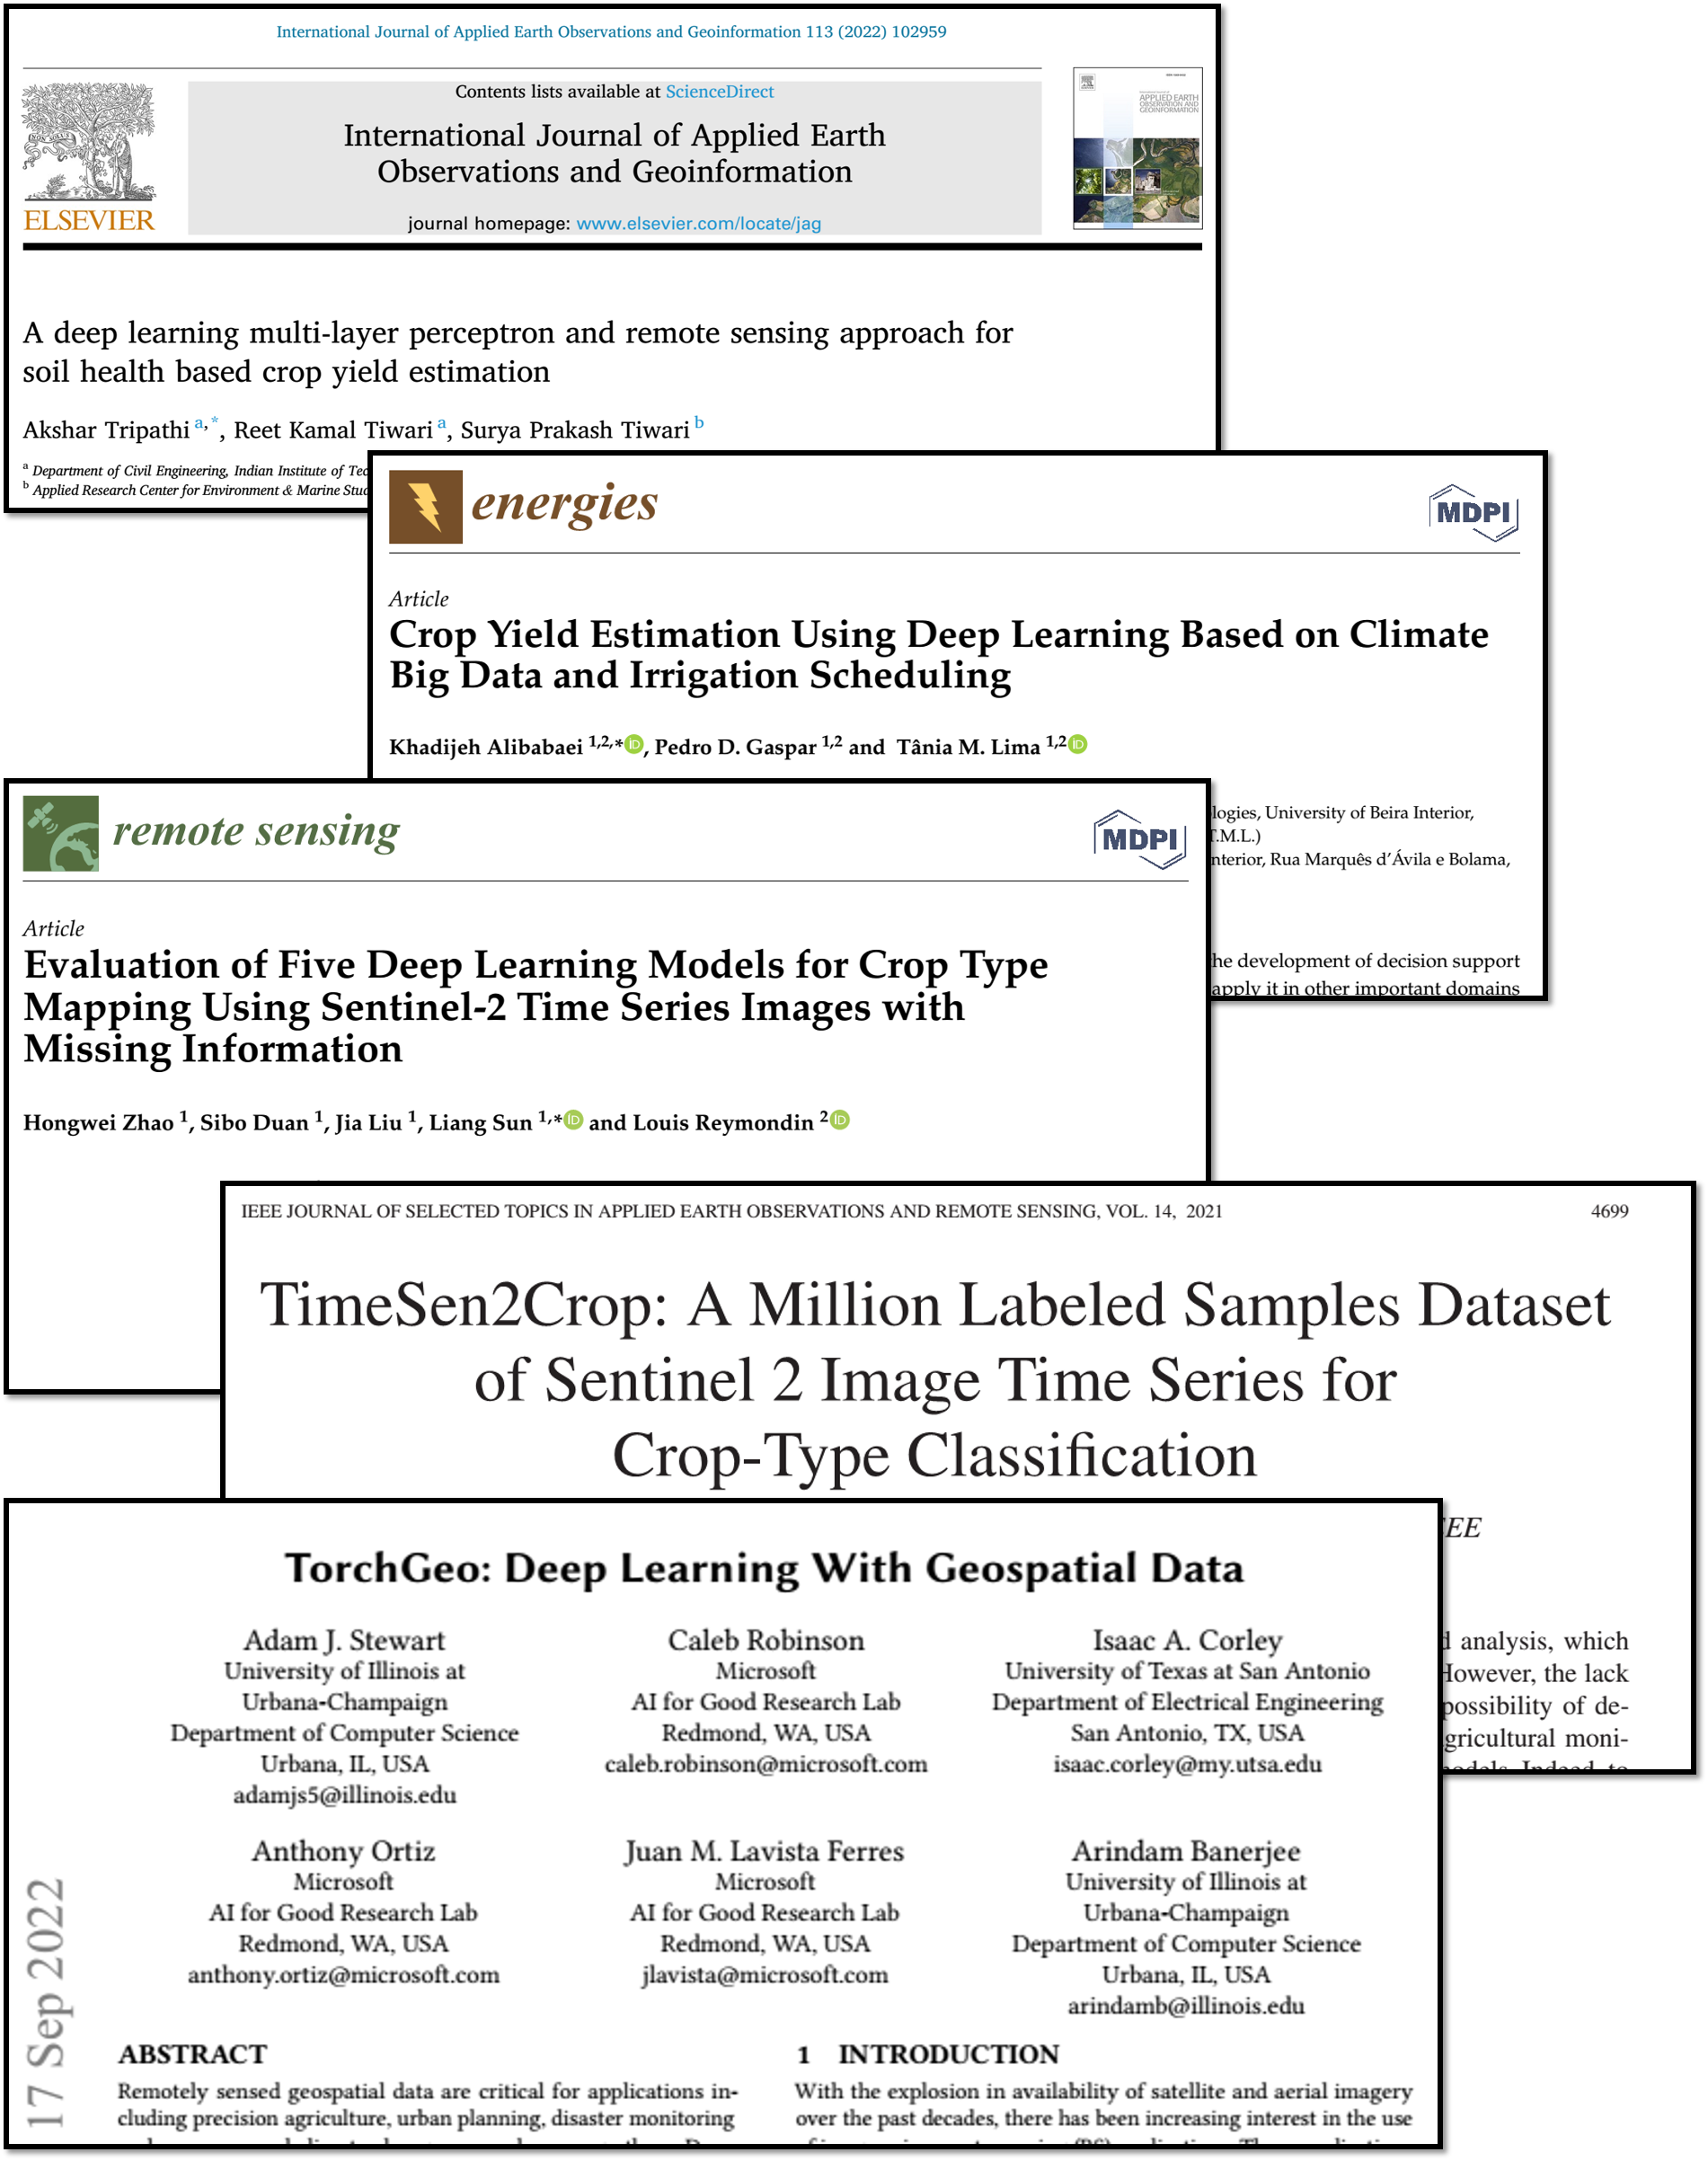 International Journal of Applied Earth Observations and Geoinformation 113 (2022) 102959
Contents lists available at ScienceDirect
International Journal of Applied Earth
Observations and Geoinformation
journal homepage: www.elsevier.com/locate/jag
ELSEVIER
APPLIED EARTH
OBSERVATION AND
GEOINFORMATION
A deep learning multi-layer perceptron and remote sensing approach for
soil health based crop yield estimation
Akshar Tripathi a,*, Reet Kamal Tiwari a, Surya Prakash Tiwari b
a Department of Civil Engineering, Indian Institute of Tec
b Applied Research Center for Environment & Marine Stud
energies
MDPI
Article
Crop Yield Estimation Using Deep Learning Based on Climate
Big Data and Irrigation Scheduling
Khadijeh Alibabaei 1,2,* iD, Pedro D. Gaspar 1,2 and Tânia M. Lima 1,2 iD
logies, University of Beira Interior,
T.M.L.)
nterior, Rua Marquês d'Ávila e Bolama,
he development of decision support
apply it in other important domains
remote sensing
MDPI
Article
Evaluation of Five Deep Learning Models for Crop Type
Mapping Using Sentinel-2 Time Series Images with
Missing Information
Hongwei Zhao 1, Sibo Duan 1, Jia Liu 1, Liang Sun 1,* iD and Louis Reymondin 2 iD
IEEE JOURNAL OF SELECTED TOPICS IN APPLIED EARTH OBSERVATIONS AND REMOTE SENSING, VOL. 14, 2021 4699
TimeSen2Crop: A Million Labeled Samples Dataset
of Sentinel 2 Image Time Series for
Crop-Type Classification
EEE
d analysis, which
However, the lack
possibility of de-
gricultural moni-
models. Indeed, to
TorchGeo: Deep Learning With Geospatial Data
Adam J. Stewart
University of Illinois at
Urbana-Champaign
Department of Computer Science
Urbana, IL, USA
adamjs5@illinois.edu
Caleb Robinson
Microsoft
AI for Good Research Lab
Redmond, WA, USA
caleb.robinson@microsoft.com
Isaac A. Corley
University of Texas at San Antonio
Department of Electrical Engineering
San Antonio, TX, USA
isaac.corley@my.utsa.edu
Anthony Ortiz
Microsoft
AI for Good Research Lab
Redmond, WA, USA
anthony.ortiz@microsoft.com
Juan M. Lavista Ferres
Microsoft
AI for Good Research Lab
Redmond, WA, USA
jlavista@microsoft.com
Arindam Banerjee
University of Illinois at
Urbana-Champaign
Department of Computer Science
Urbana, IL, USA
arindamb@illinois.edu
17 Sep 2022
ABSTRACT
Remotely sensed geospatial data are critical for applications in-
cluding precision agriculture, urban planning, disaster monitoring
1 INTRODUCTION
With the explosion in availability of satellite and aerial imagery
over the past decades, there has been increasing interest in the use